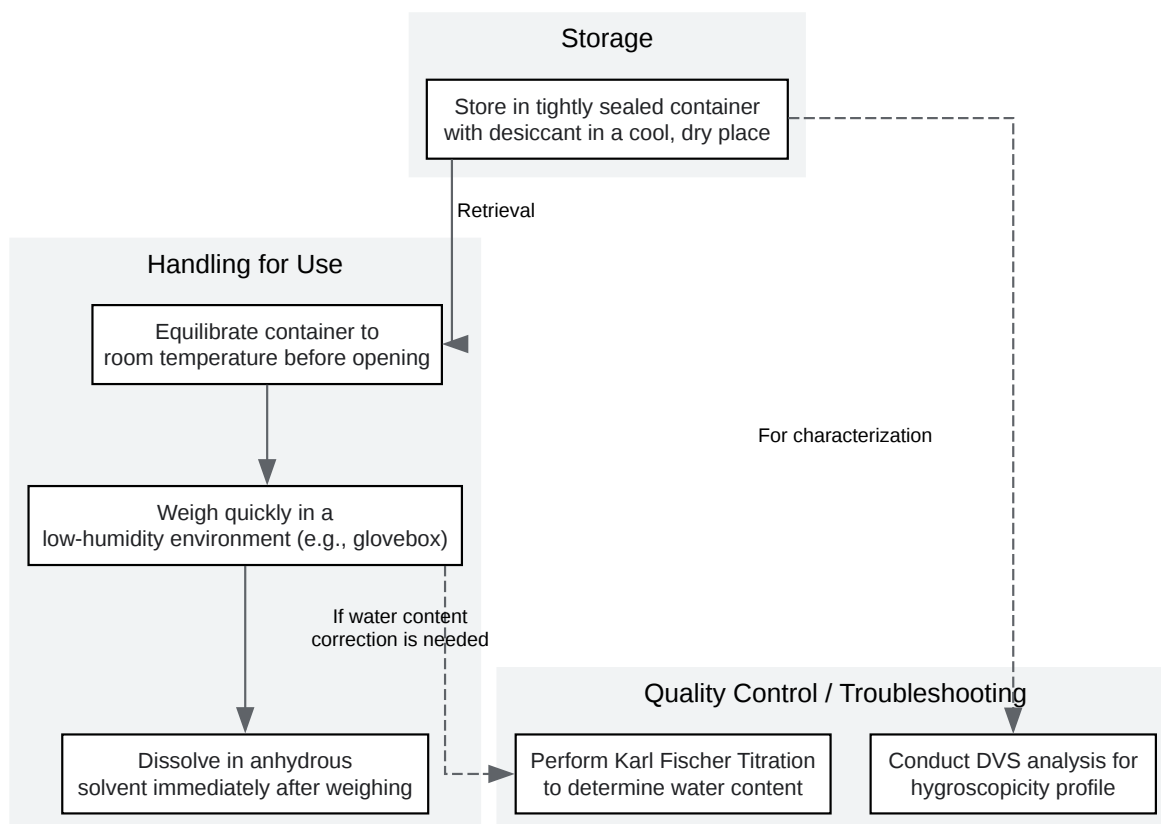 Storage
Store in tightly sealed container
with desiccant in a cool, dry place
Retrieval
Handling for Use
Equilibrate container to
room temperature before opening
For characterization
Weigh quickly in a
low-humidity environment (e.g., glovebox)
If water content
correction is needed
Quality Control / Troubleshooting
Dissolve in anhydrous
solvent immediately after weighing
Perform Karl Fischer Titration
to determine water content
Conduct DVS analysis for
hygroscopicity profile